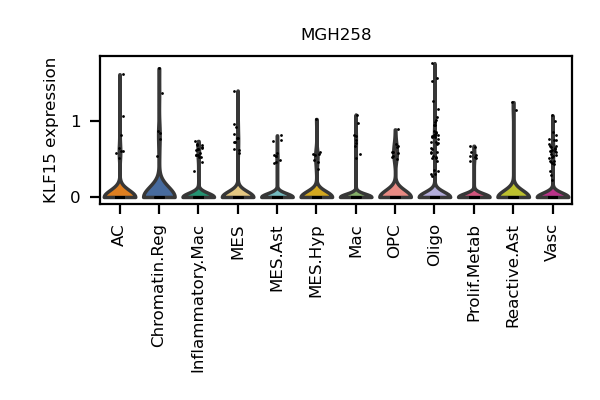 MGH258
KLF15 expression
1
0
AC
Chromatin.Reg
Inflammatory.Mac
MES
MES.Ast
MES.Hyp
Mac
OPC
Oligo
Prolif.Metab
Reactive.Ast
Vasc